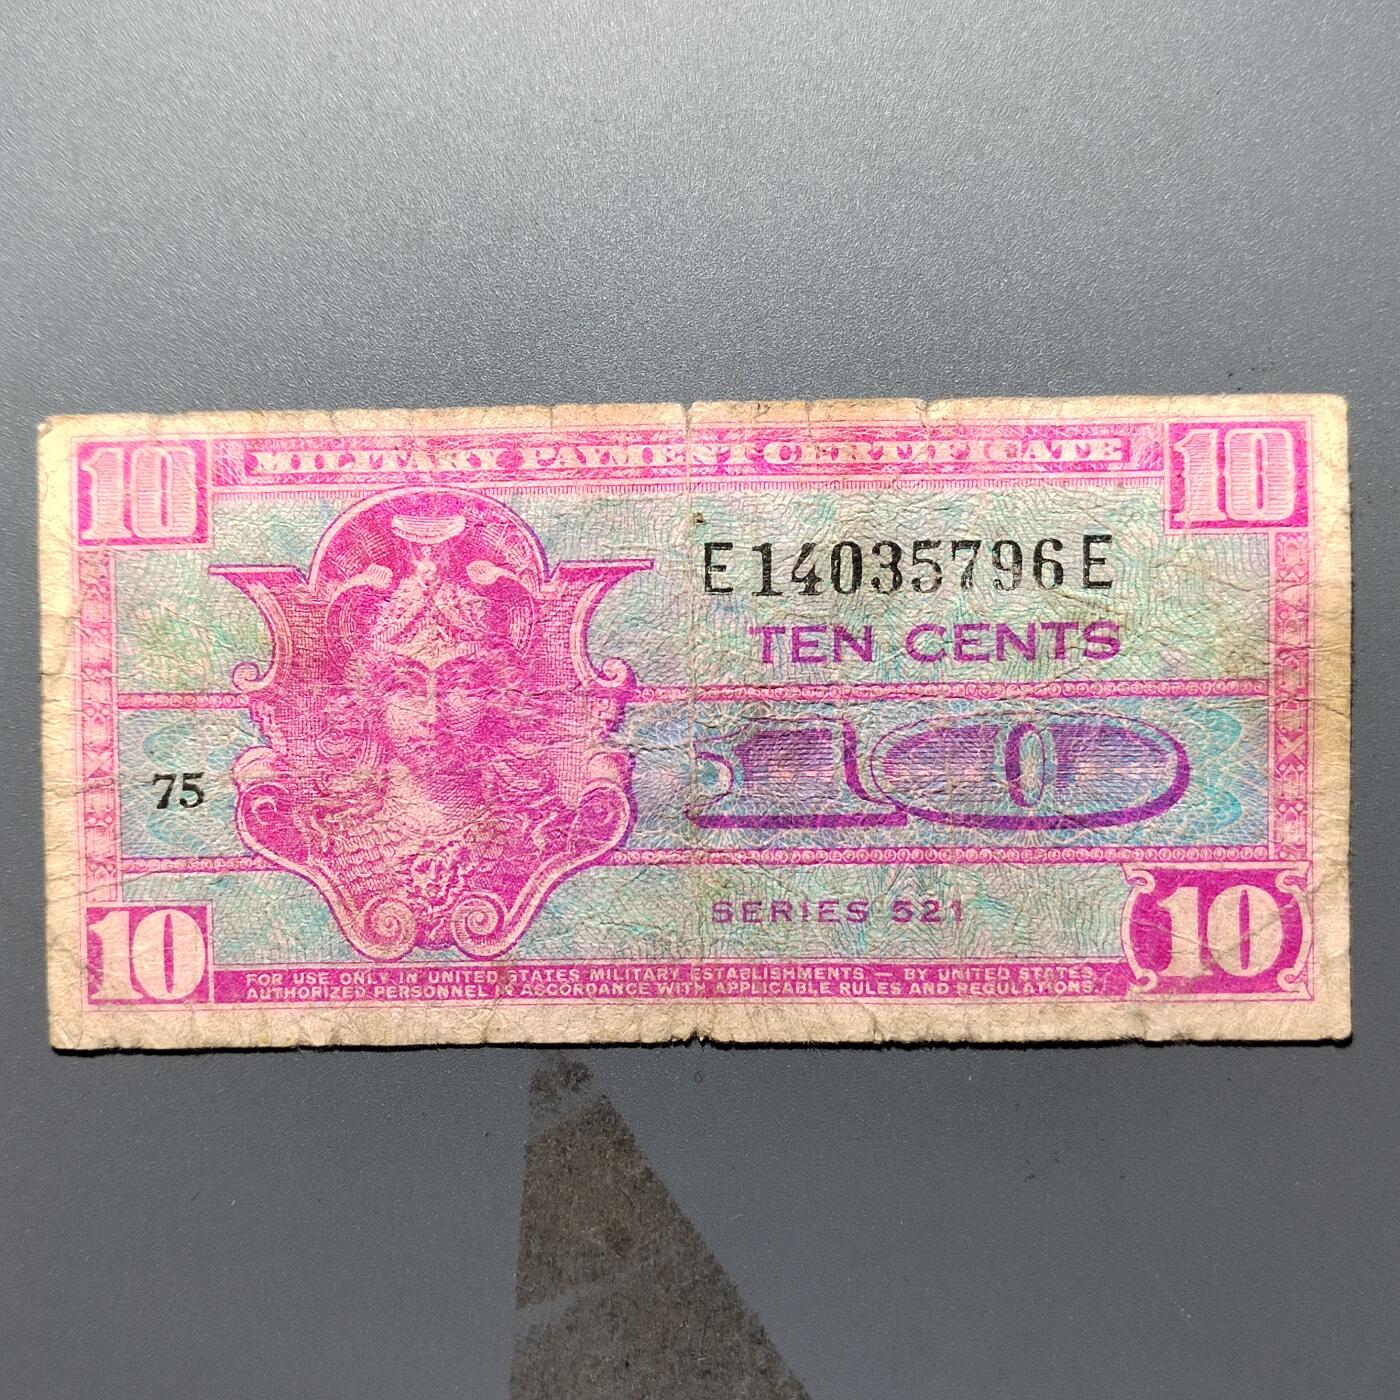 10 MILITARY PAYMENT CERTIFICATE 10
E14035796E
TEN CENTS
75
10
SERIES 521
10 10
FOR USE ONLY IN UNITED STATES MILITARY ESTABLISHMENTS — BY UNITED STATES
AUTHORIZED PERSONNEL IN ACCORDANCE WITH APPLICABLE RULES AND REGULATIONS.